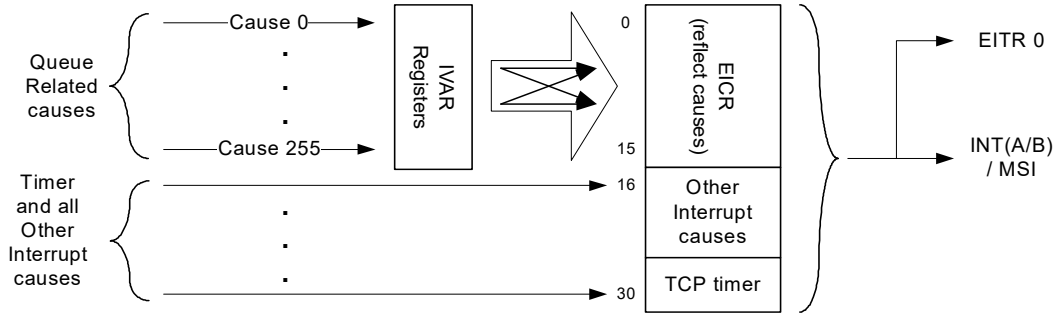 Queue
Related
causes
Cause 0
Cause 255
IVAR
Registers
0
15
16
30
EICR
(reflect causes)
Other
Interrupt
causes
TCP timer
EITR 0
INT(A/B)
/ MSI
Timer
and all
Other
Interrupt
causes